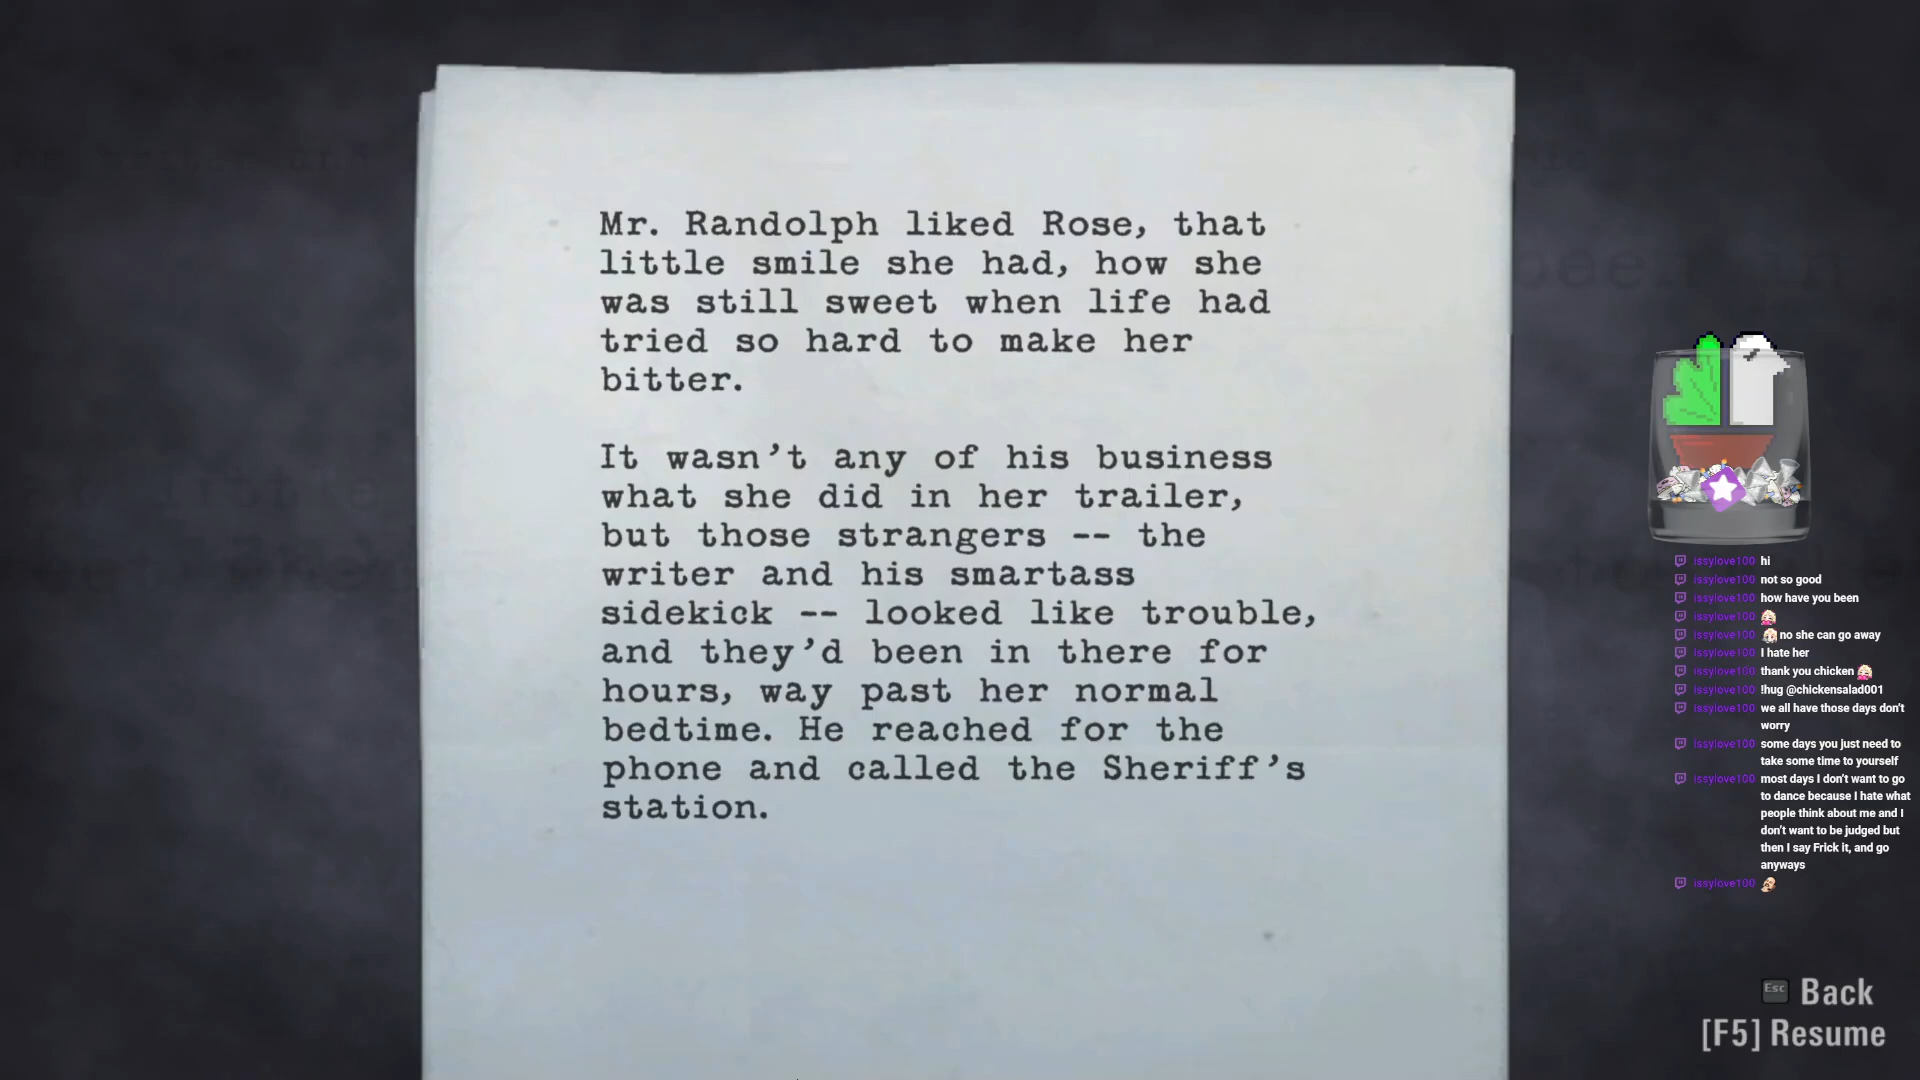 Mr. Randolph liked Rose, that
little smile she had, how she
was still sweet when life had
tried so hard to make her
bitter.
It wasn't any of his business
what she did in her trailer,
but those strangers -- the
writer and his smartass
sidekick -- looked like trouble,
and they'd been in there for
hours, way past her normal
bedtime. He reached for the
phone and called the Sheriff's
station.
issylove100 hi
issylove100 not so good
issylove100 how have you been
issylove100
issylove100 no she can go away
issylove100 I hate her
issylove100 thank you chicken
issylove100 !hug @chickensalad001
issylove100 we all have those days don't
worry
issylove100 some days you just need to
take some time to yourself
issylove100 most days I don't want to go
to dance because I hate what
people think about me and I
don't want to be judged but
then I say Frick it, and go
anyways
issylove100
Esc Back
[F5] Resume